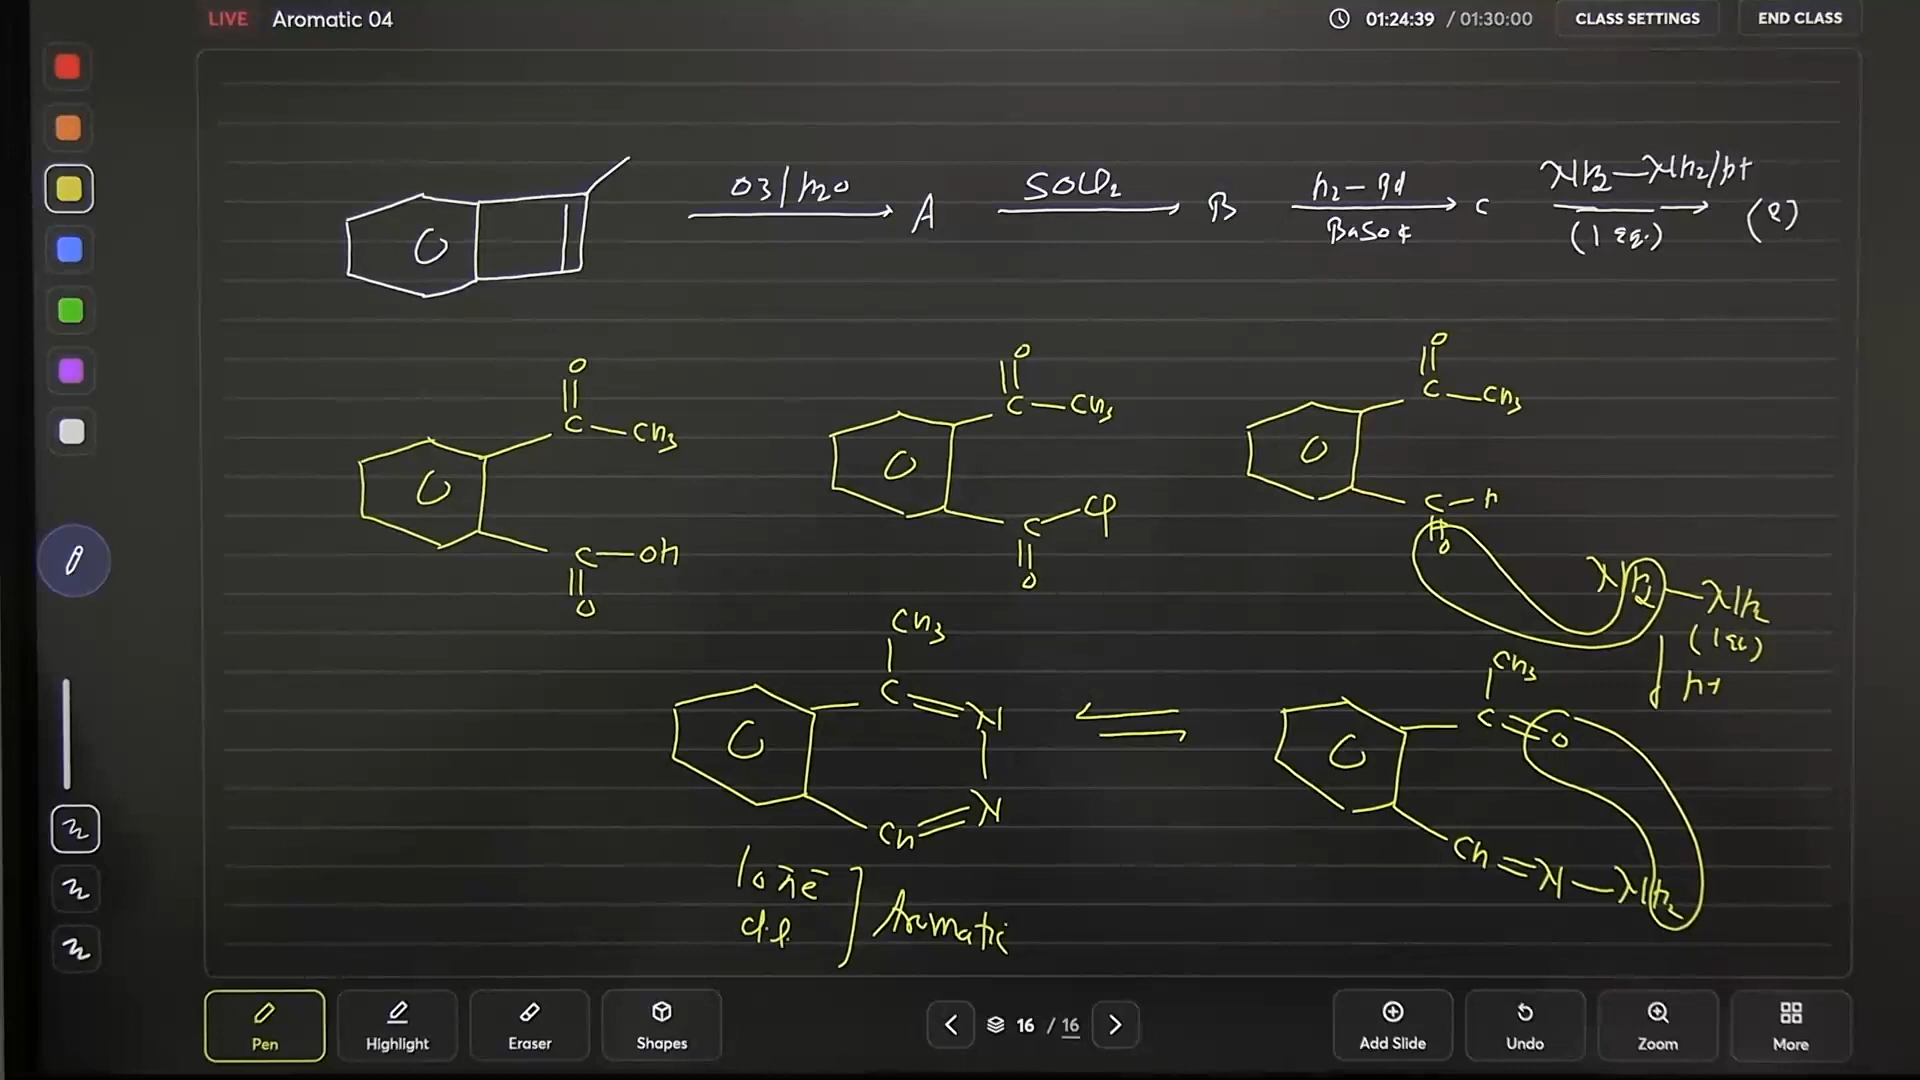 LIVE Aromatic 04 01:24:39 / 01:30:00 CLASS SETTINGS END CLASS
O3/H2O A SOCl2 B H2-Pd C NH2-NH2/H+ (?)
BaSO4 (1 eq.)
O O O
C-CH3 C-CH3 C-CH3
C-OH C-Cl C-H
O O O
NH2-NH2
(1 eq)
H+
CH3 CH3
C=N C=O
N
CH=N CH=N-NH2
10 πe-
d.l. Aromatic
Pen Highlight Eraser Shapes 16 / 16 Add Slide Undo Zoom More